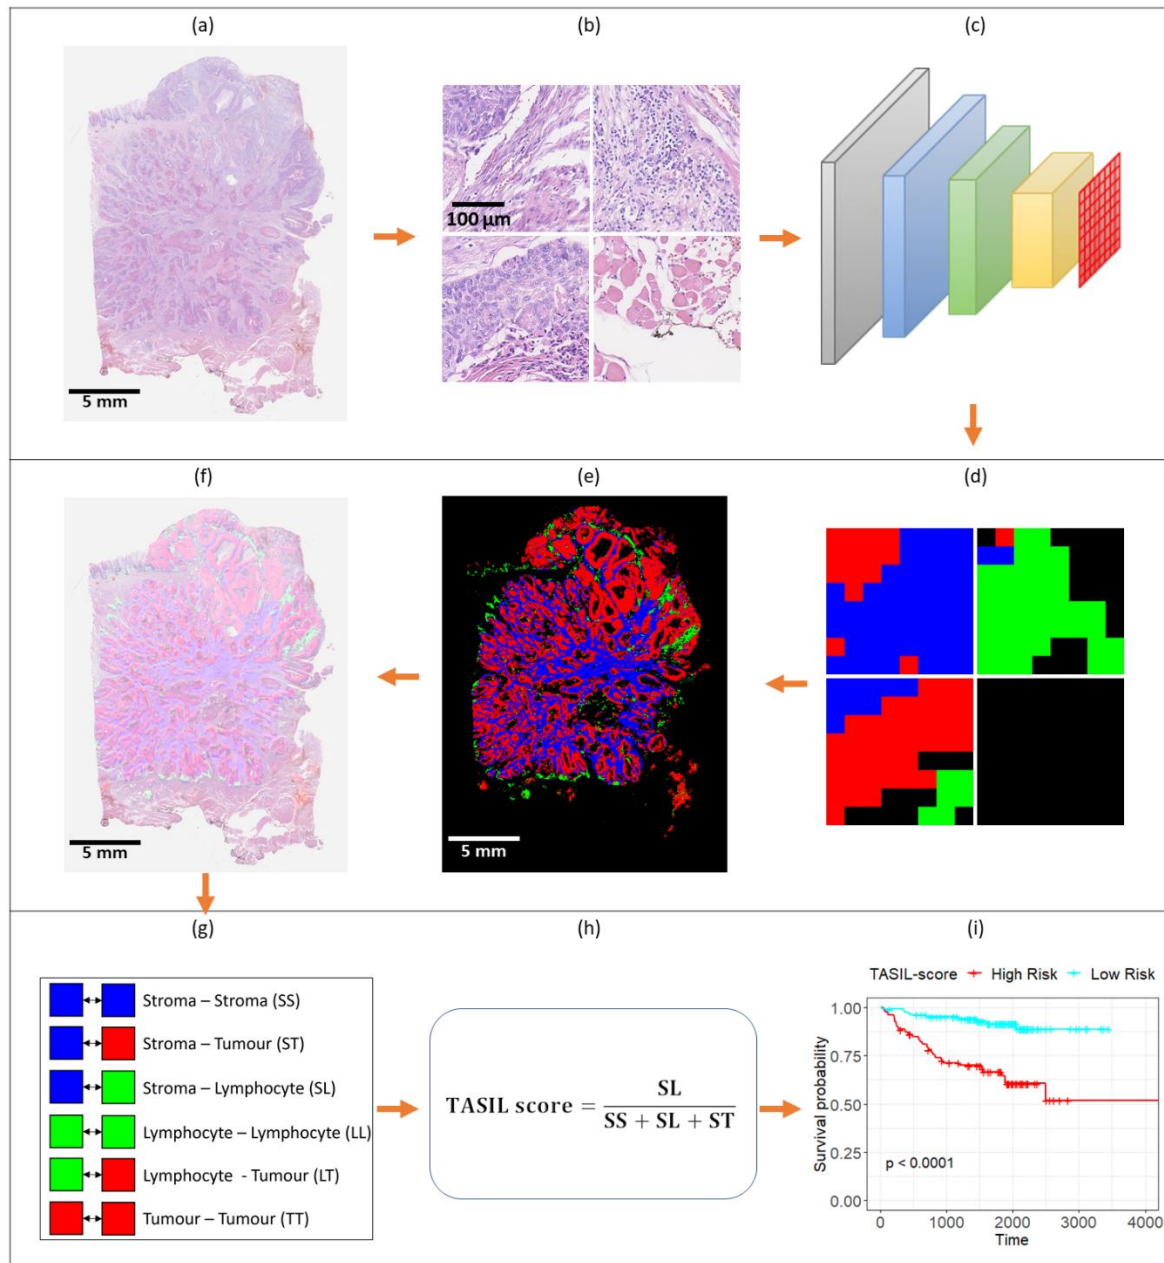 (a)
(b)
(c)
5 mm
100 µm
(f)
(e)
(d)
5 mm
5 mm
(g)
(h)
(i)
Stroma – Stroma (SS)
Stroma – Tumour (ST)
Stroma – Lymphocyte (SL)
Lymphocyte – Lymphocyte (LL)
Lymphocyte - Tumour (LT)
Tumour – Tumour (TT)
TASIL score = SL
SS + SL + ST
TASIL-score High Risk Low Risk
Survival probability
1.00
0.75
0.50
0.25
0.00
p < 0.0001
0 1000 2000 3000 4000
Time